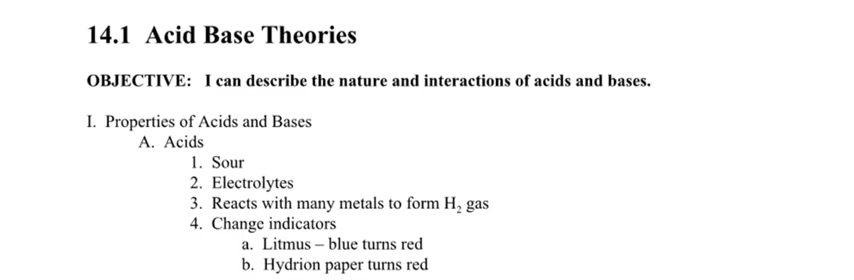 14.1 Acid Base Theories
OBJECTIVE: I can describe the nature and interactions of acids and bases.
I. Properties of Acids and Bases
A. Acids
1. Sour
2. Electrolytes
3. Reacts with many metals to form H₂ gas
4. Change indicators
a. Litmus – blue turns red
b. Hydrion paper turns red